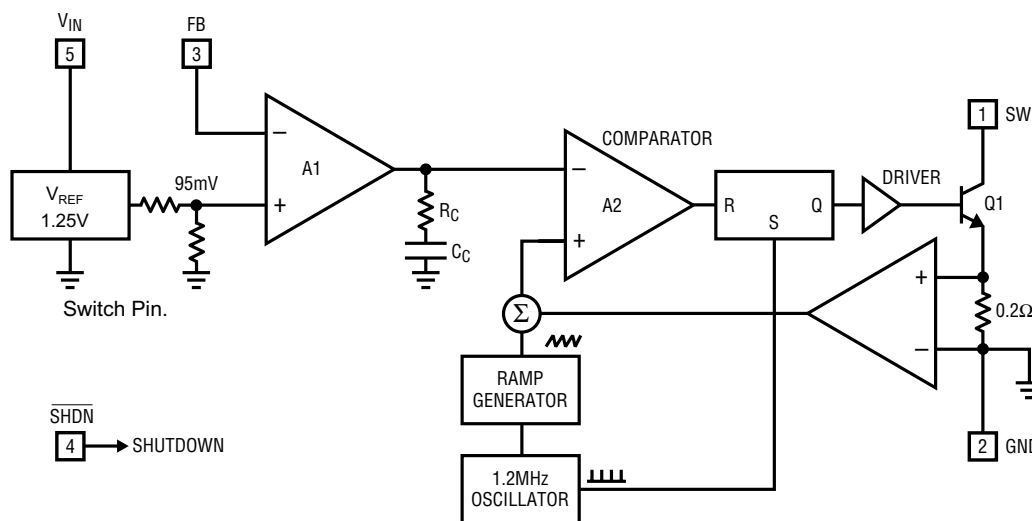 VIN
5
FB
3
VREF
1.25V
95mV
A1
−
+
RC
CC
COMPARATOR
−
A2
+
R
S
Q
DRIVER
1
SW
Q1
+
−
0.2Ω
2
GND
Σ
RAMP
GENERATOR
1.2MHz
OSCILLATOR
Switch Pin.
SHDN
4
SHUTDOWN